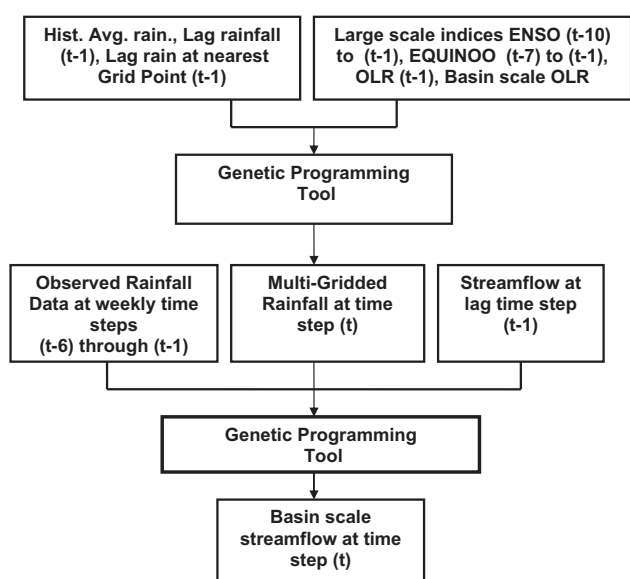 Hist. Avg. rain., Lag rainfall
(t-1), Lag rain at nearest
Grid Point (t-1)
Large scale indices ENSO (t-10)
to (t-1), EQUINOO (t-7) to (t-1),
OLR (t-1), Basin scale OLR
Genetic Programming
Tool
Observed Rainfall
Data at weekly time
steps
(t-6) through (t-1)
Multi-Gridded
Rainfall at time
step (t)
Streamflow at
lag time step
(t-1)
Genetic Programming
Tool
Basin scale
streamflow at time
step (t)